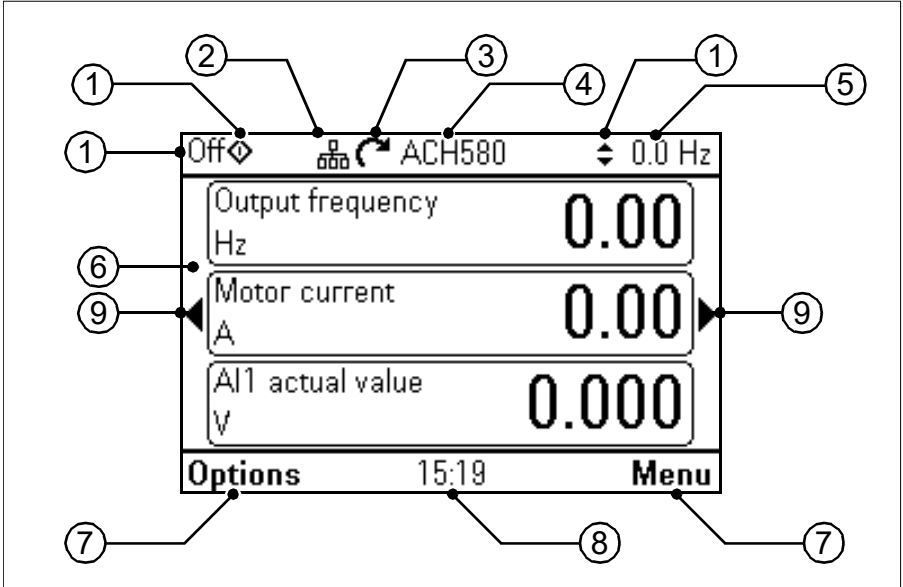 1 2 3 4 1 5
1 Off ACH580 0.0 Hz
Output frequency 0.00
Hz
6
Motor current 0.00
9 9
A
AI1 actual value 0.000
V
Options 15:19 Menu
7 8 7